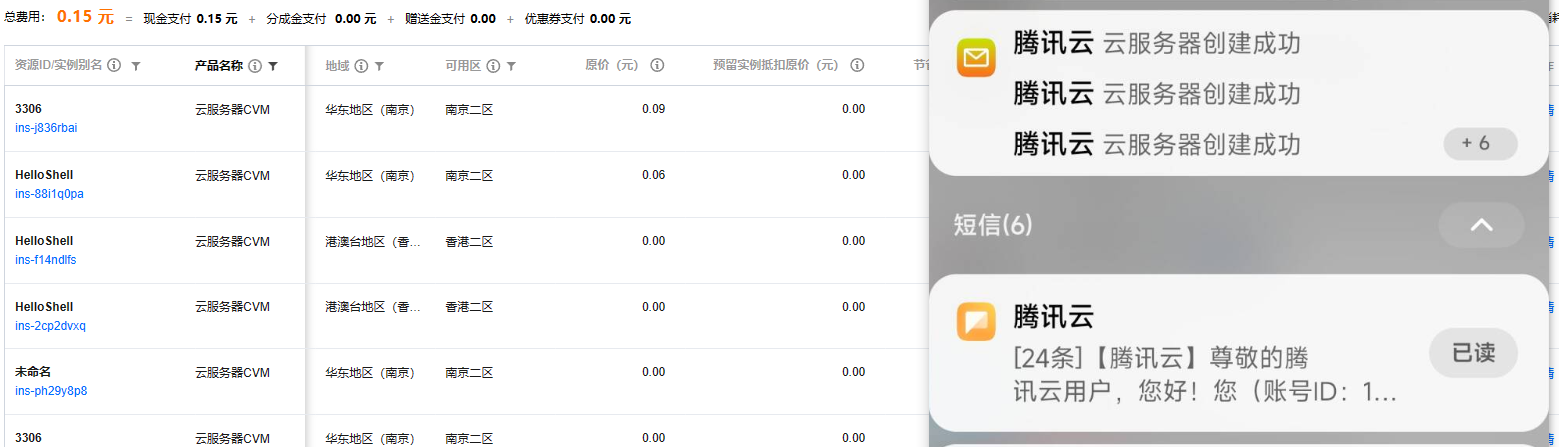 总费用： 0.15 元 = 现金支付 0.15 元 + 分成金支付 0.00 元 + 赠送金支付 0.00 + 优惠券支付 0.00 元
资源ID/实例别名 产品名称 地域 可用区 原价（元） 预留实例抵扣原价（元）
3306 云服务器CVM 华东地区（南京） 南京二区 0.09 0.00
ins-j836rbai
HelloShell 云服务器CVM 华东地区（南京） 南京二区 0.06 0.00
ins-88i1q0pa
HelloShell 云服务器CVM 港澳台地区（香... 香港二区 0.00 0.00
ins-f14ndlfs
HelloShell 云服务器CVM 港澳台地区（香... 香港二区 0.00 0.00
ins-2cp2dvxq
未命名 云服务器CVM 华东地区（南京） 南京二区 0.00 0.00
ins-ph29y8p8
3306 云服务器CVM 华东地区（南京） 南京二区 0.00 0.00
腾讯云 云服务器创建成功
腾讯云 云服务器创建成功
腾讯云 云服务器创建成功 + 6
短信(6)
腾讯云
[24条]【腾讯云】尊敬的腾
讯云用户，您好！您（账号ID：1...
已读